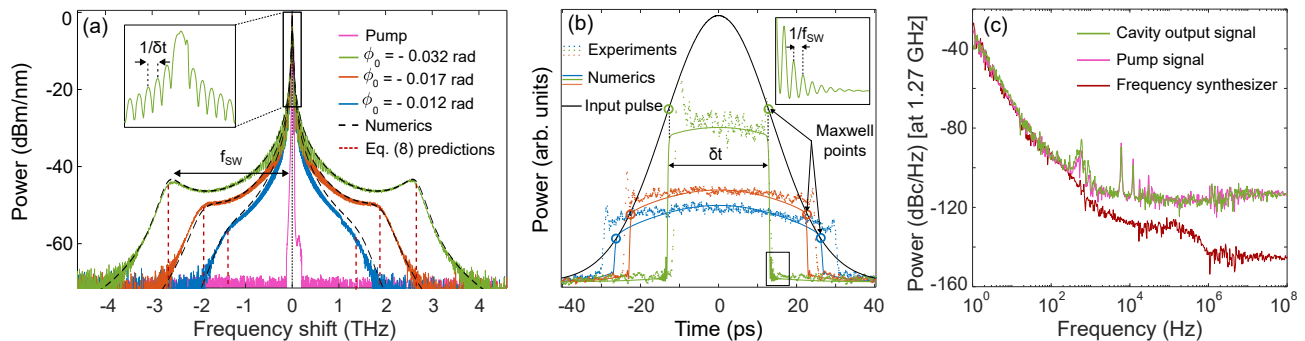 (a)
Power (dBm/nm)
0
-20
-40
-60
1/δt
Pump
ϕ0 = - 0.032 rad
ϕ0 = - 0.017 rad
ϕ0 = - 0.012 rad
Numerics
Eq. (8) predictions
fSW
-4 -3 -2 -1 0 1 2 3 4
Frequency shift (THz)
(b)
Power (arb. units)
Experiments
Numerics
Input pulse
1/fSW
Maxwell
points
δt
-40 -20 0 20 40
Time (ps)
(c)
Power (dBc/Hz) [at 1.27 GHz]
-40
-80
-120
-160
Cavity output signal
Pump signal
Frequency synthesizer
10^0 10^2 10^4 10^6 10^8
Frequency (Hz)